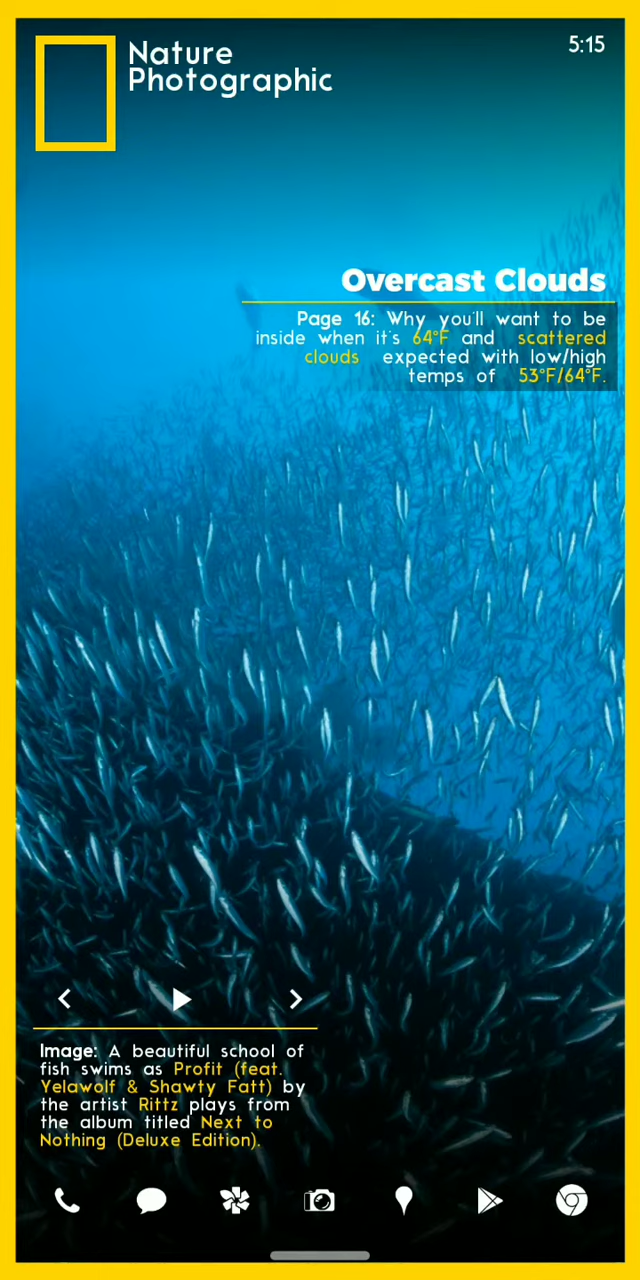 Nature
Photographic
5:15
Overcast Clouds
Page 16: Why you'll want to be
inside when it's 64°F and scattered
clouds expected with low/high
temps of 53°F/64°F.
Image: A beautiful school of
fish swims as Profit (feat.
Yelawolf & Shawty Fatt) by
the artist Rittz plays from
the album titled Next to
Nothing (Deluxe Edition).